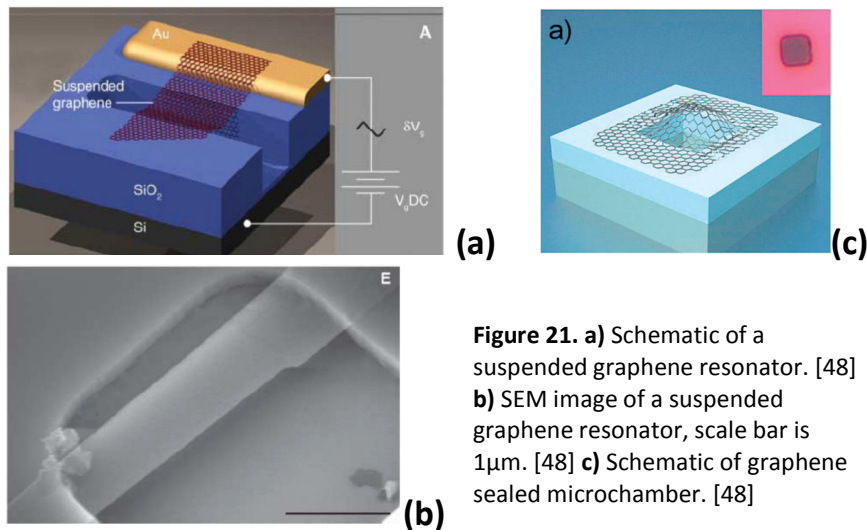 A
Au
Suspended
graphene
δVg
SiO2
VgDC
Si
(a)
a)
(c)
E
(b)
Figure 21. a) Schematic of a
suspended graphene resonator. [48]
b) SEM image of a suspended
graphene resonator, scale bar is
1μm. [48] c) Schematic of graphene
sealed microchamber. [48]